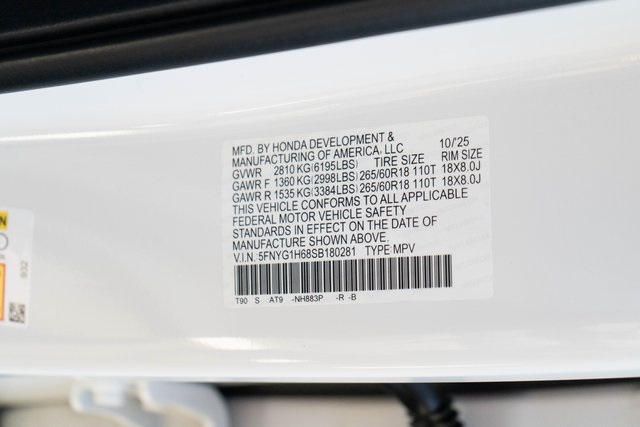 MFD. BY HONDA DEVELOPMENT & 10/'25
MANUFACTURING OF AMERICA, LLC
GVWR 2810 KG(6195LBS) TIRE SIZE RIM SIZE
GAWR F 1360 KG(2998LBS) 265/60R18 110T 18X8.0J
GAWR R 1535 KG(3384LBS) 265/60R18 110T 18X8.0J
THIS VEHICLE CONFORMS TO ALL APPLICABLE
FEDERAL MOTOR VEHICLE SAFETY
STANDARDS IN EFFECT ON THE DATE OF
MANUFACTURE SHOWN ABOVE.
V.I.N. 5FNYG1H68SB180281 TYPE MPV
T90 S AT9 -NH883P -R -B
932